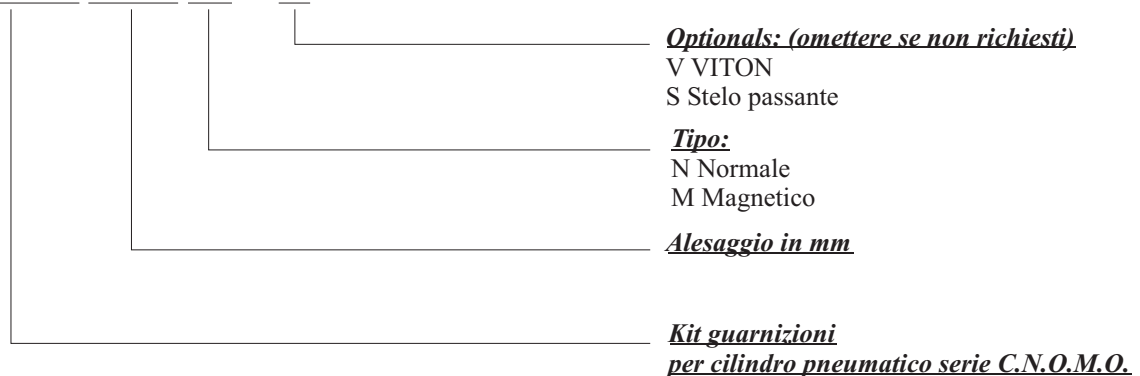 Optionals: (omettere se non richiesti)
V VITON
S Stelo passante
Tipo:
N Normale
M Magnetico
Alesaggio in mm
Kit guarnizioni
per cilindro pneumatico serie C.N.O.M.O.